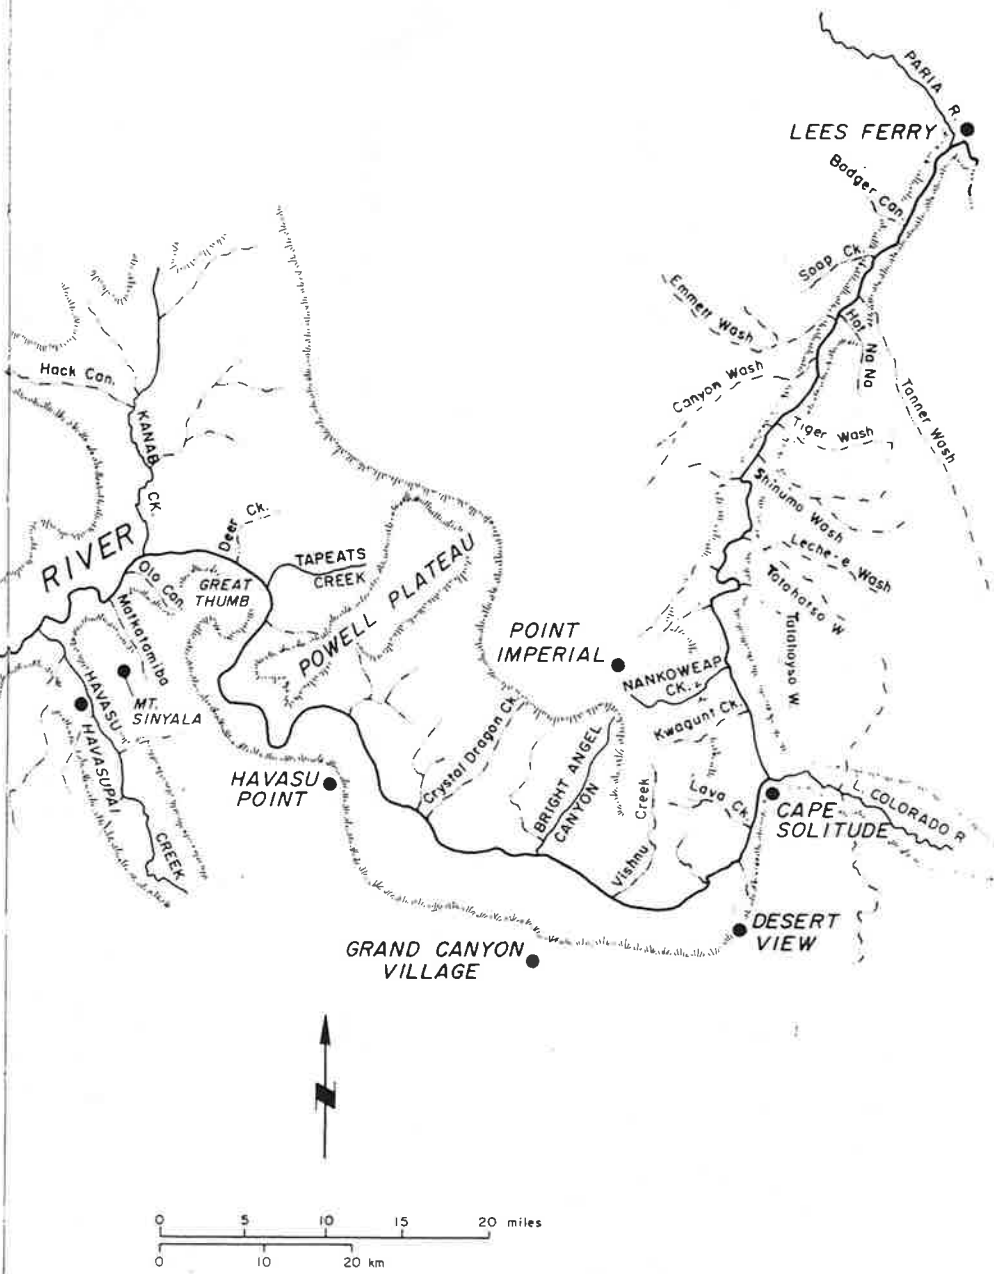 PARIA R.
LEES FERRY
Badger Can.
Soap Ck.
Emmett Wash
Hot
Na Na
Canyon Wash
Tanner Wash
Tiger Wash
Hack Can.
KANAB
CK.
Shinumo Wash
Leche-e Wash
Deer Ck.
RIVER
TAPEATS
CREEK
Olo Can.
GREAT
THUMB
Tatahatso W
Tatahoyso W
Matkatamiba
POWELL PLATEAU
POINT
IMPERIAL
NANKOWEAP
CK.
MT.
SINYALA
HAVASU
HAVASUPAI
CREEK
Kwagunt Ck.
Crystal Dragon Ck.
BRIGHT ANGEL
CANYON
HAVASU
POINT
Creek
Vishnu
Lava Ck.
L. COLORADO R
CAPE
SOLITUDE
DESERT
VIEW
GRAND CANYON
VILLAGE
N
0 5 10 15 20 miles
0 10 20 km